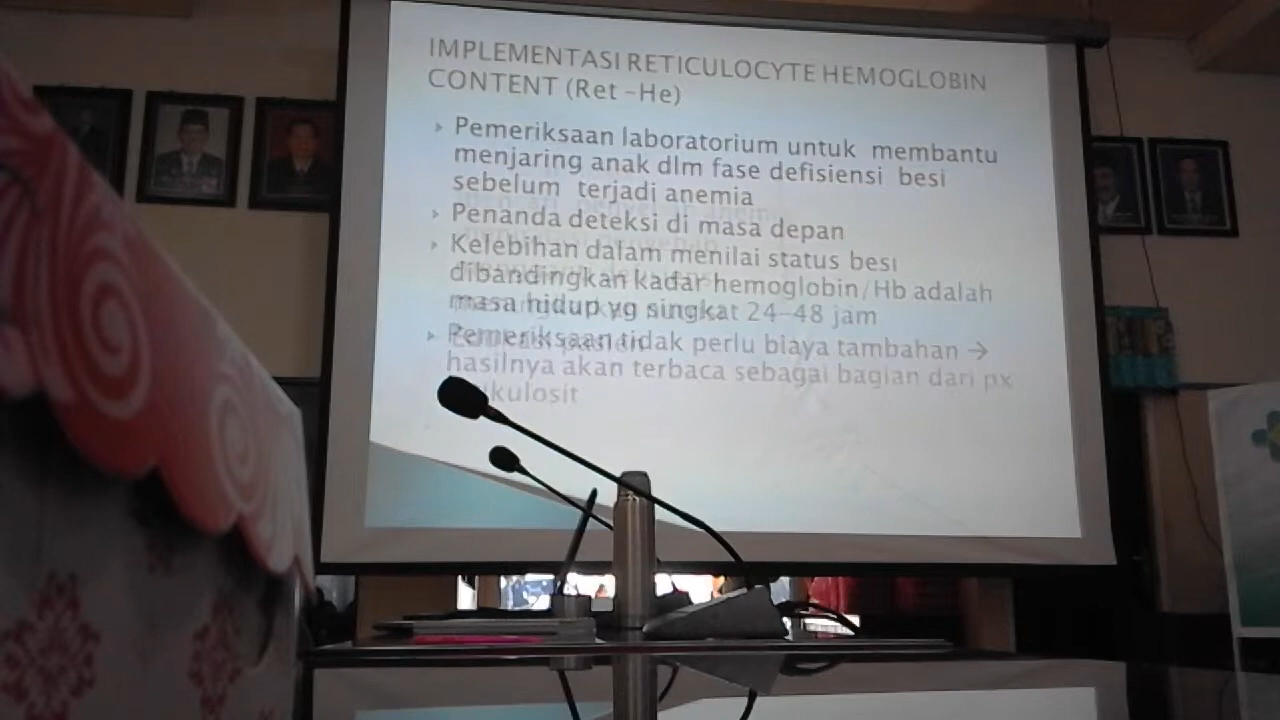 IMPLEMENTASI RETICULOCYTE HEMOGLOBIN
CONTENT (Ret -He)
Pemeriksaan laboratorium untuk membantu
menjaring anak dlm fase defisiensi besi
sebelum terjadi anemia
Penanda deteksi di masa depan
Kelebihan dalam menilai status besi
dibandingkan kadar hemoglobin/Hb adalah
masa hidup yg singkat 24-48 jam
Pemeriksaan tidak perlu biaya tambahan →
hasilnya akan terbaca sebagai bagian dari px